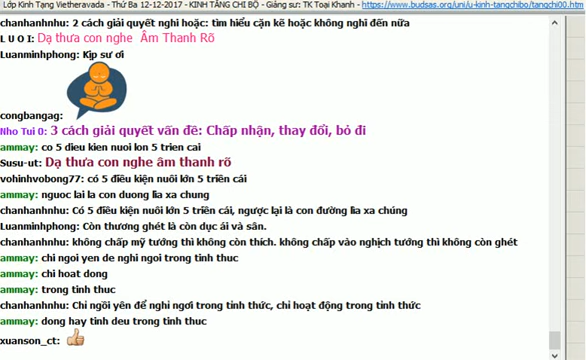 Lớp Kinh Tạng Vietheravada - Thứ Ba 12-12-2017 - KINH TĂNG CHI BỘ - Giảng sư: TK Toại Khanh - https://www.budsas.org/uni/u-kinh-tangchibo/tangchi00.htm
chanhanhnhu: 2 cách giải quyết nghi hoặc: tìm hiểu cặn kẽ hoặc không nghi đến nữa
L U O I: Dạ thưa con nghe Âm Thanh Rõ
Luanminhphong: Kịp sư ơi
congbangag:
Nho Tui 0: 3 cách giải quyết vấn đề: Chấp nhận, thay đổi, bỏ đi
ammay: co 5 dieu kien nuoi lon 5 trien cai
Susu-ut: Dạ thưa con nghe âm thanh rõ
vohinhvobong77: có 5 điều kiện nuôi lớn 5 triền cái
ammay: nguoc lai la con duong lia xa chung
chanhanhnhu: Có 5 điều kiện nuôi lớn 5 triền cái, ngược lại là con đường lìa xa chúng
Luanminhphong: Còn thương ghét là còn dục ái và sân.
chanhanhnhu: không chấp mỹ tướng thì không còn thích. không chấp vào nghịch tướng thì không còn ghét
ammay: chi ngoi yen de nghi ngoi trong tinh thuc
ammay: chi hoat dong
ammay: trong tinh thuc
chanhanhnhu: Chỉ ngồi yên để nghỉ ngơi trong tỉnh thức, chỉ hoạt động trong tỉnh thức
ammay: dong hay tinh deu trong tinh thuc
xuanson_ct: